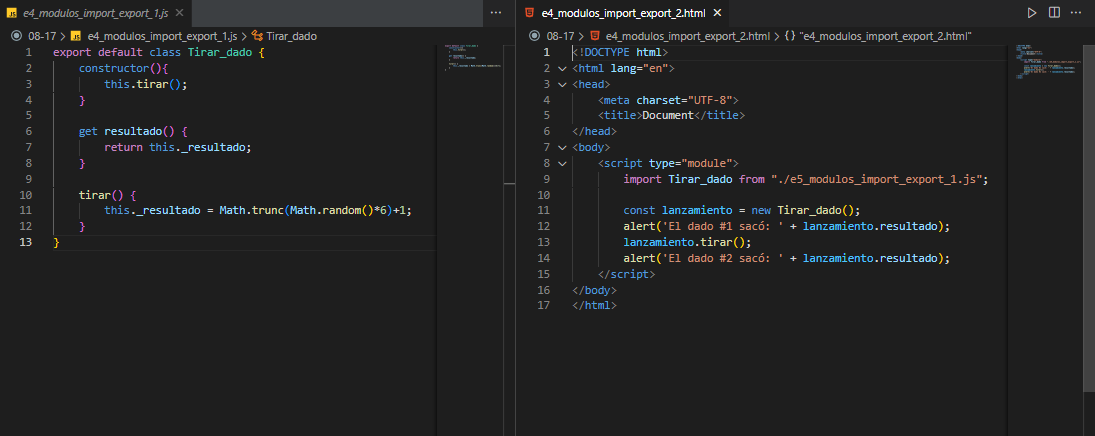 e4_modulos_import_export_1.js
08-17 > e4_modulos_import_export_1.js > Tirar_dado
1 export default class Tirar_dado {
2     constructor(){
3         this.tirar();
4     }
5
6     get resultado() {
7         return this._resultado;
8     }
9
10     tirar() {
11         this._resultado = Math.trunc(Math.random()*6)+1;
12     }
13 }
e4_modulos_import_export_2.html
08-17 > e4_modulos_import_export_2.html > {} "e4_modulos_import_export_2.html"
1 <!DOCTYPE html>
2 <html lang="en">
3 <head>
4     <meta charset="UTF-8">
5     <title>Document</title>
6 </head>
7 <body>
8     <script type="module">
9         import Tirar_dado from "./e5_modulos_import_export_1.js";
10
11         const lanzamiento = new Tirar_dado();
12         alert('El dado #1 sacó: ' + lanzamiento.resultado);
13         lanzamiento.tirar();
14         alert('El dado #2 sacó: ' + lanzamiento.resultado);
15     </script>
16 </body>
17 </html>